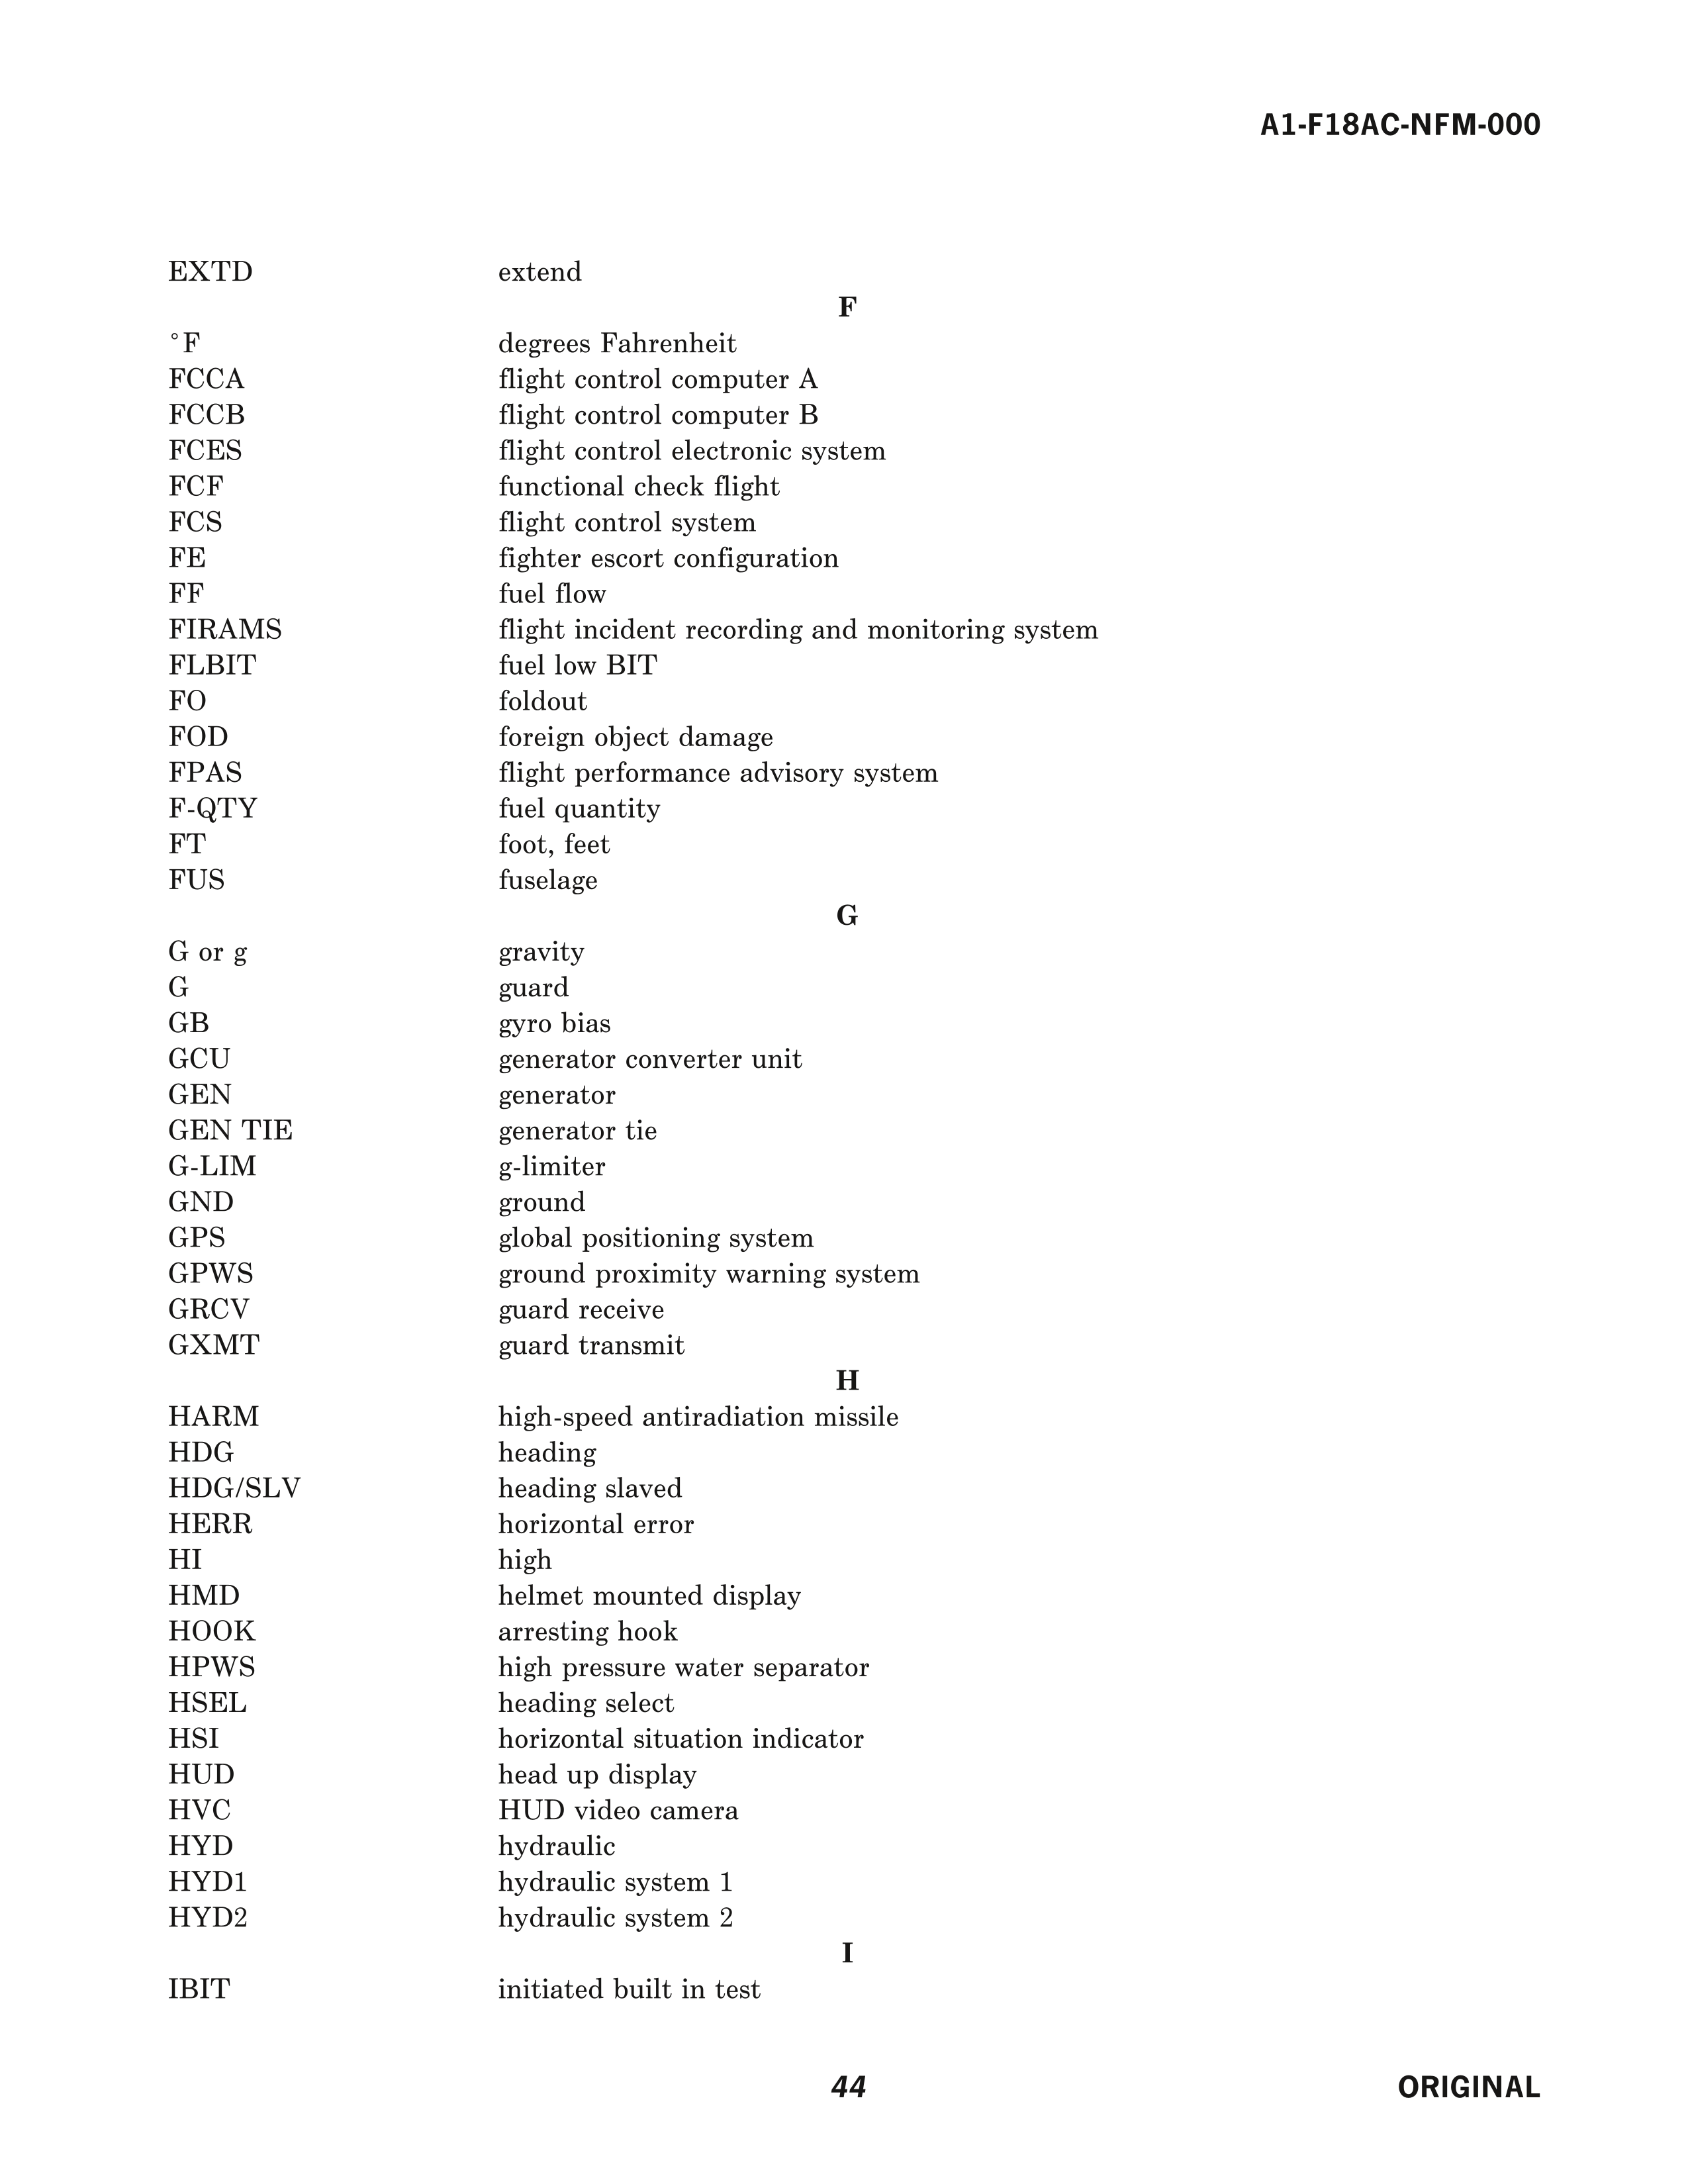 A1-F18AC-NFM-000
EXTD extend
F
°F degrees Fahrenheit
FCCA flight control computer A
FCCB flight control computer B
FCES flight control electronic system
FCF functional check flight
FCS flight control system
FE fighter escort configuration
FF fuel flow
FIRAMS flight incident recording and monitoring system
FLBIT fuel low BIT
FO foldout
FOD foreign object damage
FPAS flight performance advisory system
F-QTY fuel quantity
FT foot, feet
FUS fuselage
G
G or g gravity
G guard
GB gyro bias
GCU generator converter unit
GEN generator
GEN TIE generator tie
G-LIM g-limiter
GND ground
GPS global positioning system
GPWS ground proximity warning system
GRCV guard receive
GXMT guard transmit
H
HARM high-speed antiradiation missile
HDG heading
HDG/SLV heading slaved
HERR horizontal error
HI high
HMD helmet mounted display
HOOK arresting hook
HPWS high pressure water separator
HSEL heading select
HSI horizontal situation indicator
HUD head up display
HVC HUD video camera
HYD hydraulic
HYD1 hydraulic system 1
HYD2 hydraulic system 2
I
IBIT initiated built in test
44 ORIGINAL